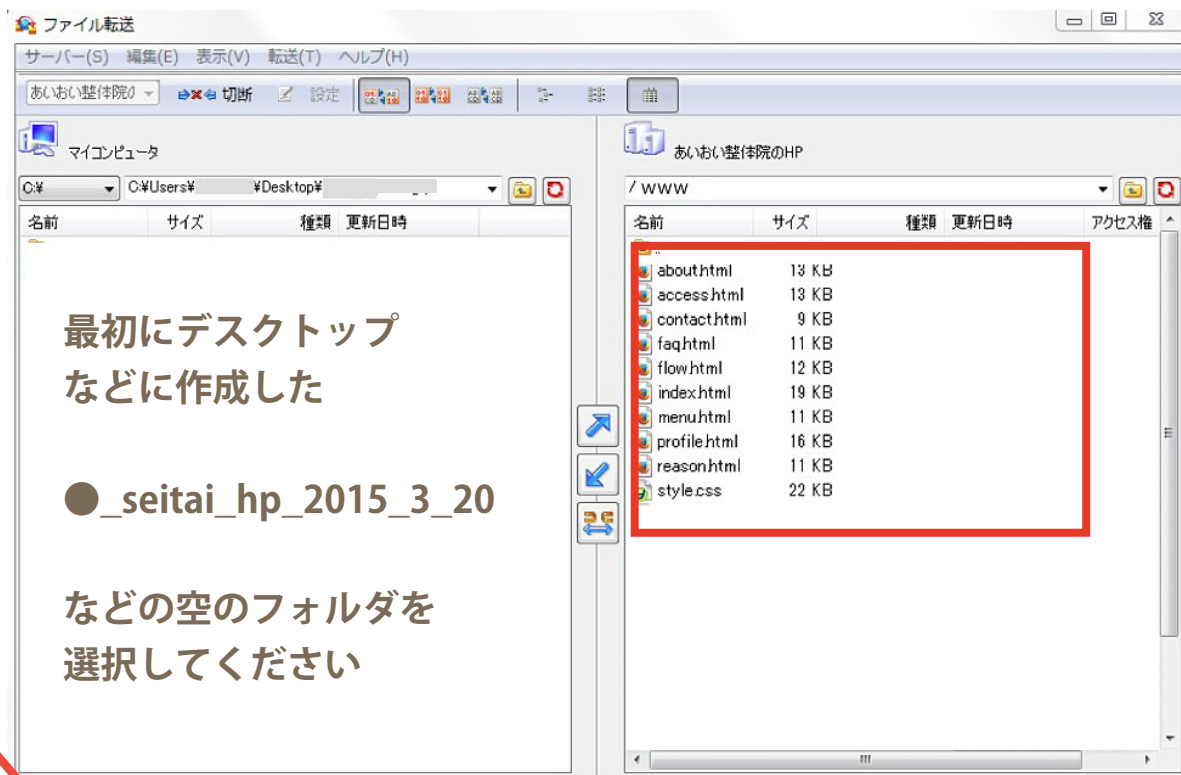 ファイル転送
サーバー(S) 編集(E) 表示(V) 転送(T) ヘルプ(H)
あいおい整体院の 切断 設定
マイコンピュータ
あいおい整体院のHP
C:¥ C:¥Users¥ ¥Desktop¥
/ www
名前 サイズ 種類 更新日時
名前 サイズ 種類 更新日時 アクセス権
about.html 13 KB
access.html 13 KB
contact.html 9 KB
faq.html 11 KB
flow.html 12 KB
index.html 19 KB
menu.html 11 KB
profile.html 16 KB
reason.html 11 KB
style.css 22 KB
最初にデスクトップ
などに作成した
●_seitai_hp_2015_3_20
などの空のフォルダを
選択してください